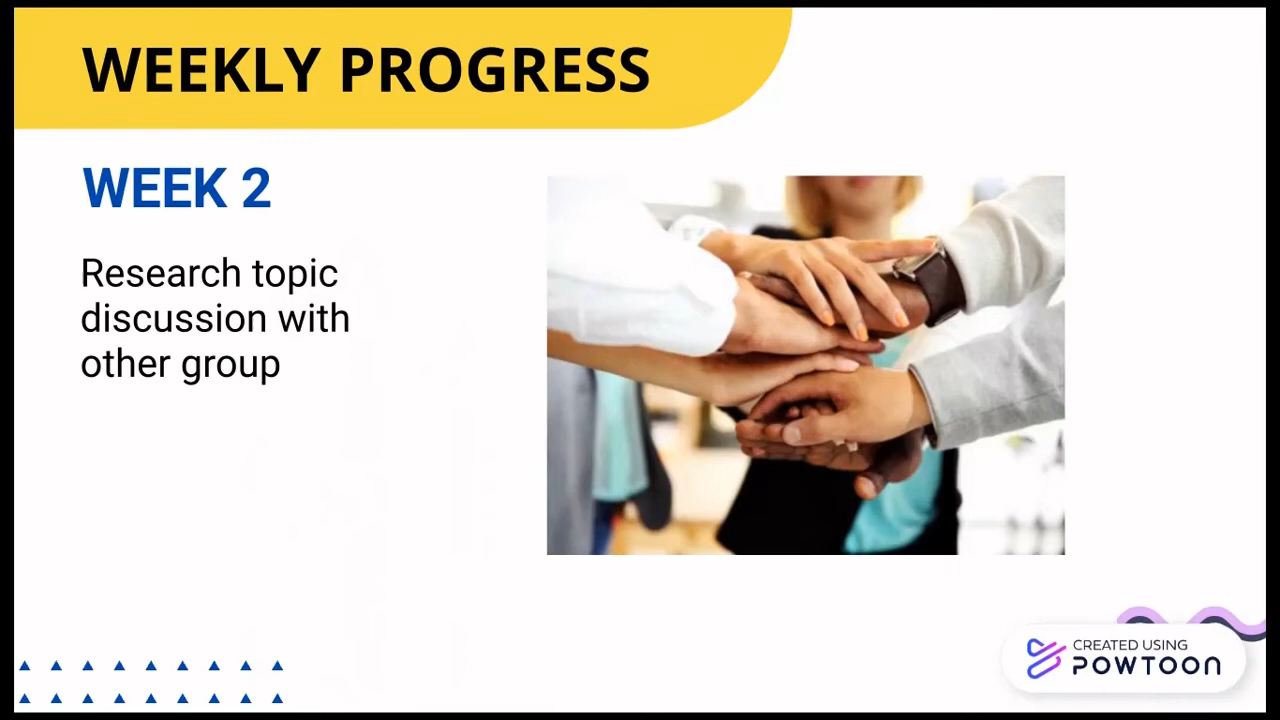 WEEKLY PROGRESS
WEEK 2
Research topic
discussion with
other group
CREATED USING
POWTOON